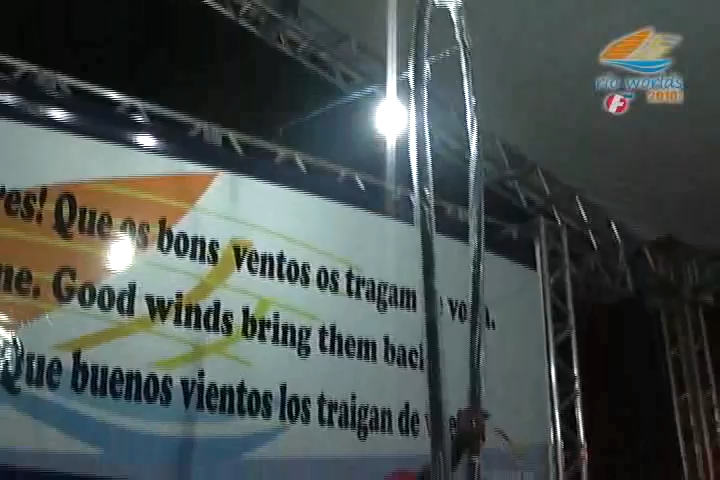 rio worlds
2010
F
res! Que os bons ventos os tragam
ne. Good winds bring them back
Que buenos vientos los traigan de